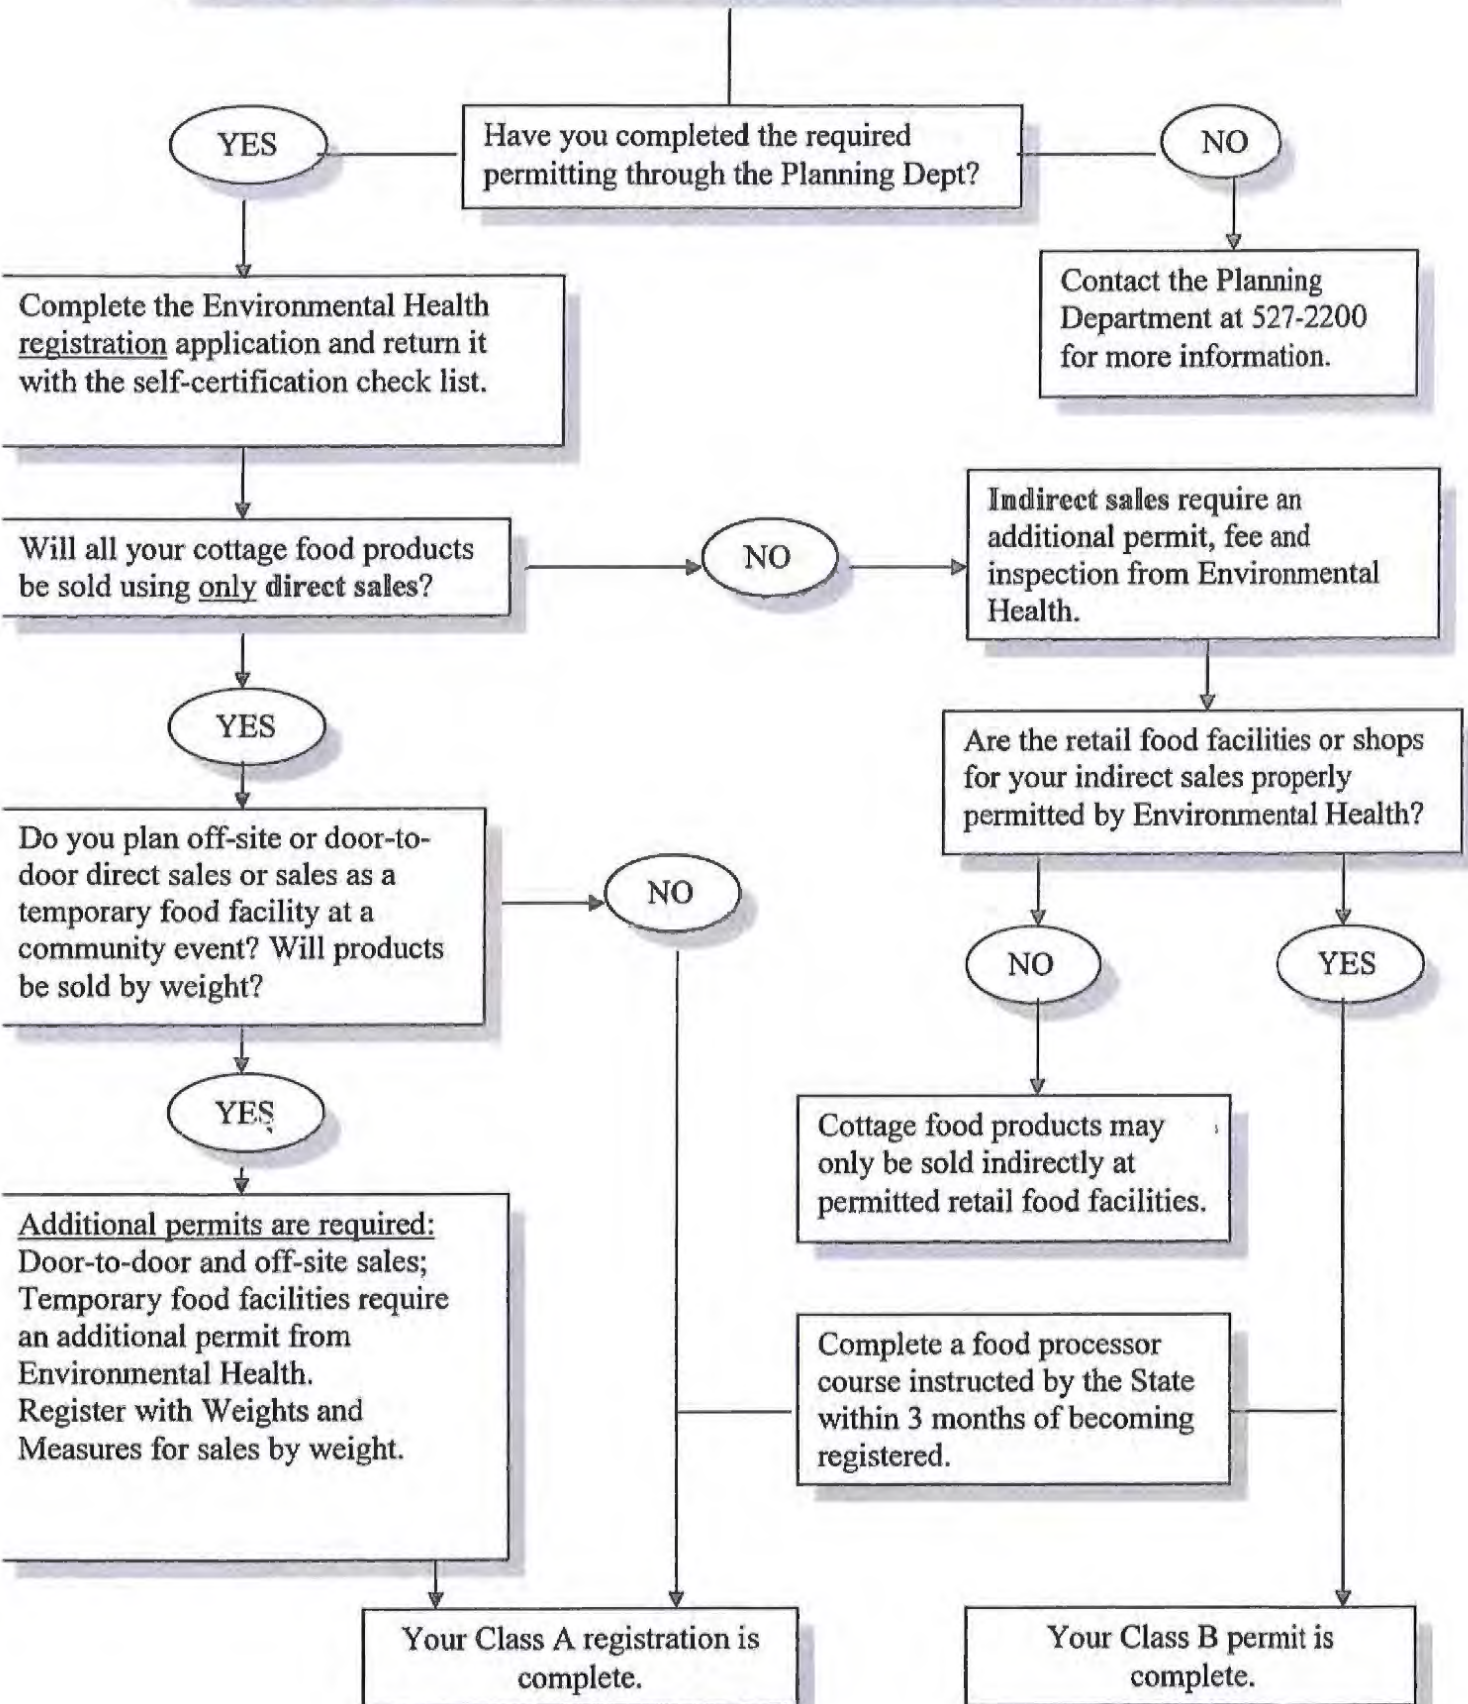 YES
Have you completed the required
permitting through the Planning Dept?
NO
Complete the Environmental Health
registration application and return it
with the self-certification check list.
Contact the Planning
Department at 527-2200
for more information.
Will all your cottage food products
be sold using only direct sales?
NO
Indirect sales require an
additional permit, fee and
inspection from Environmental
Health.
YES
Are the retail food facilities or shops
for your indirect sales properly
permitted by Environmental Health?
Do you plan off-site or door-to-
door direct sales or sales as a
temporary food facility at a
community event? Will products
be sold by weight?
NO
NO
YES
YES
Cottage food products may
only be sold indirectly at
permitted retail food facilities.
Additional permits are required:
Door-to-door and off-site sales;
Temporary food facilities require
an additional permit from
Environmental Health.
Register with Weights and
Measures for sales by weight.
Complete a food processor
course instructed by the State
within 3 months of becoming
registered.
Your Class A registration is
complete.
Your Class B permit is
complete.